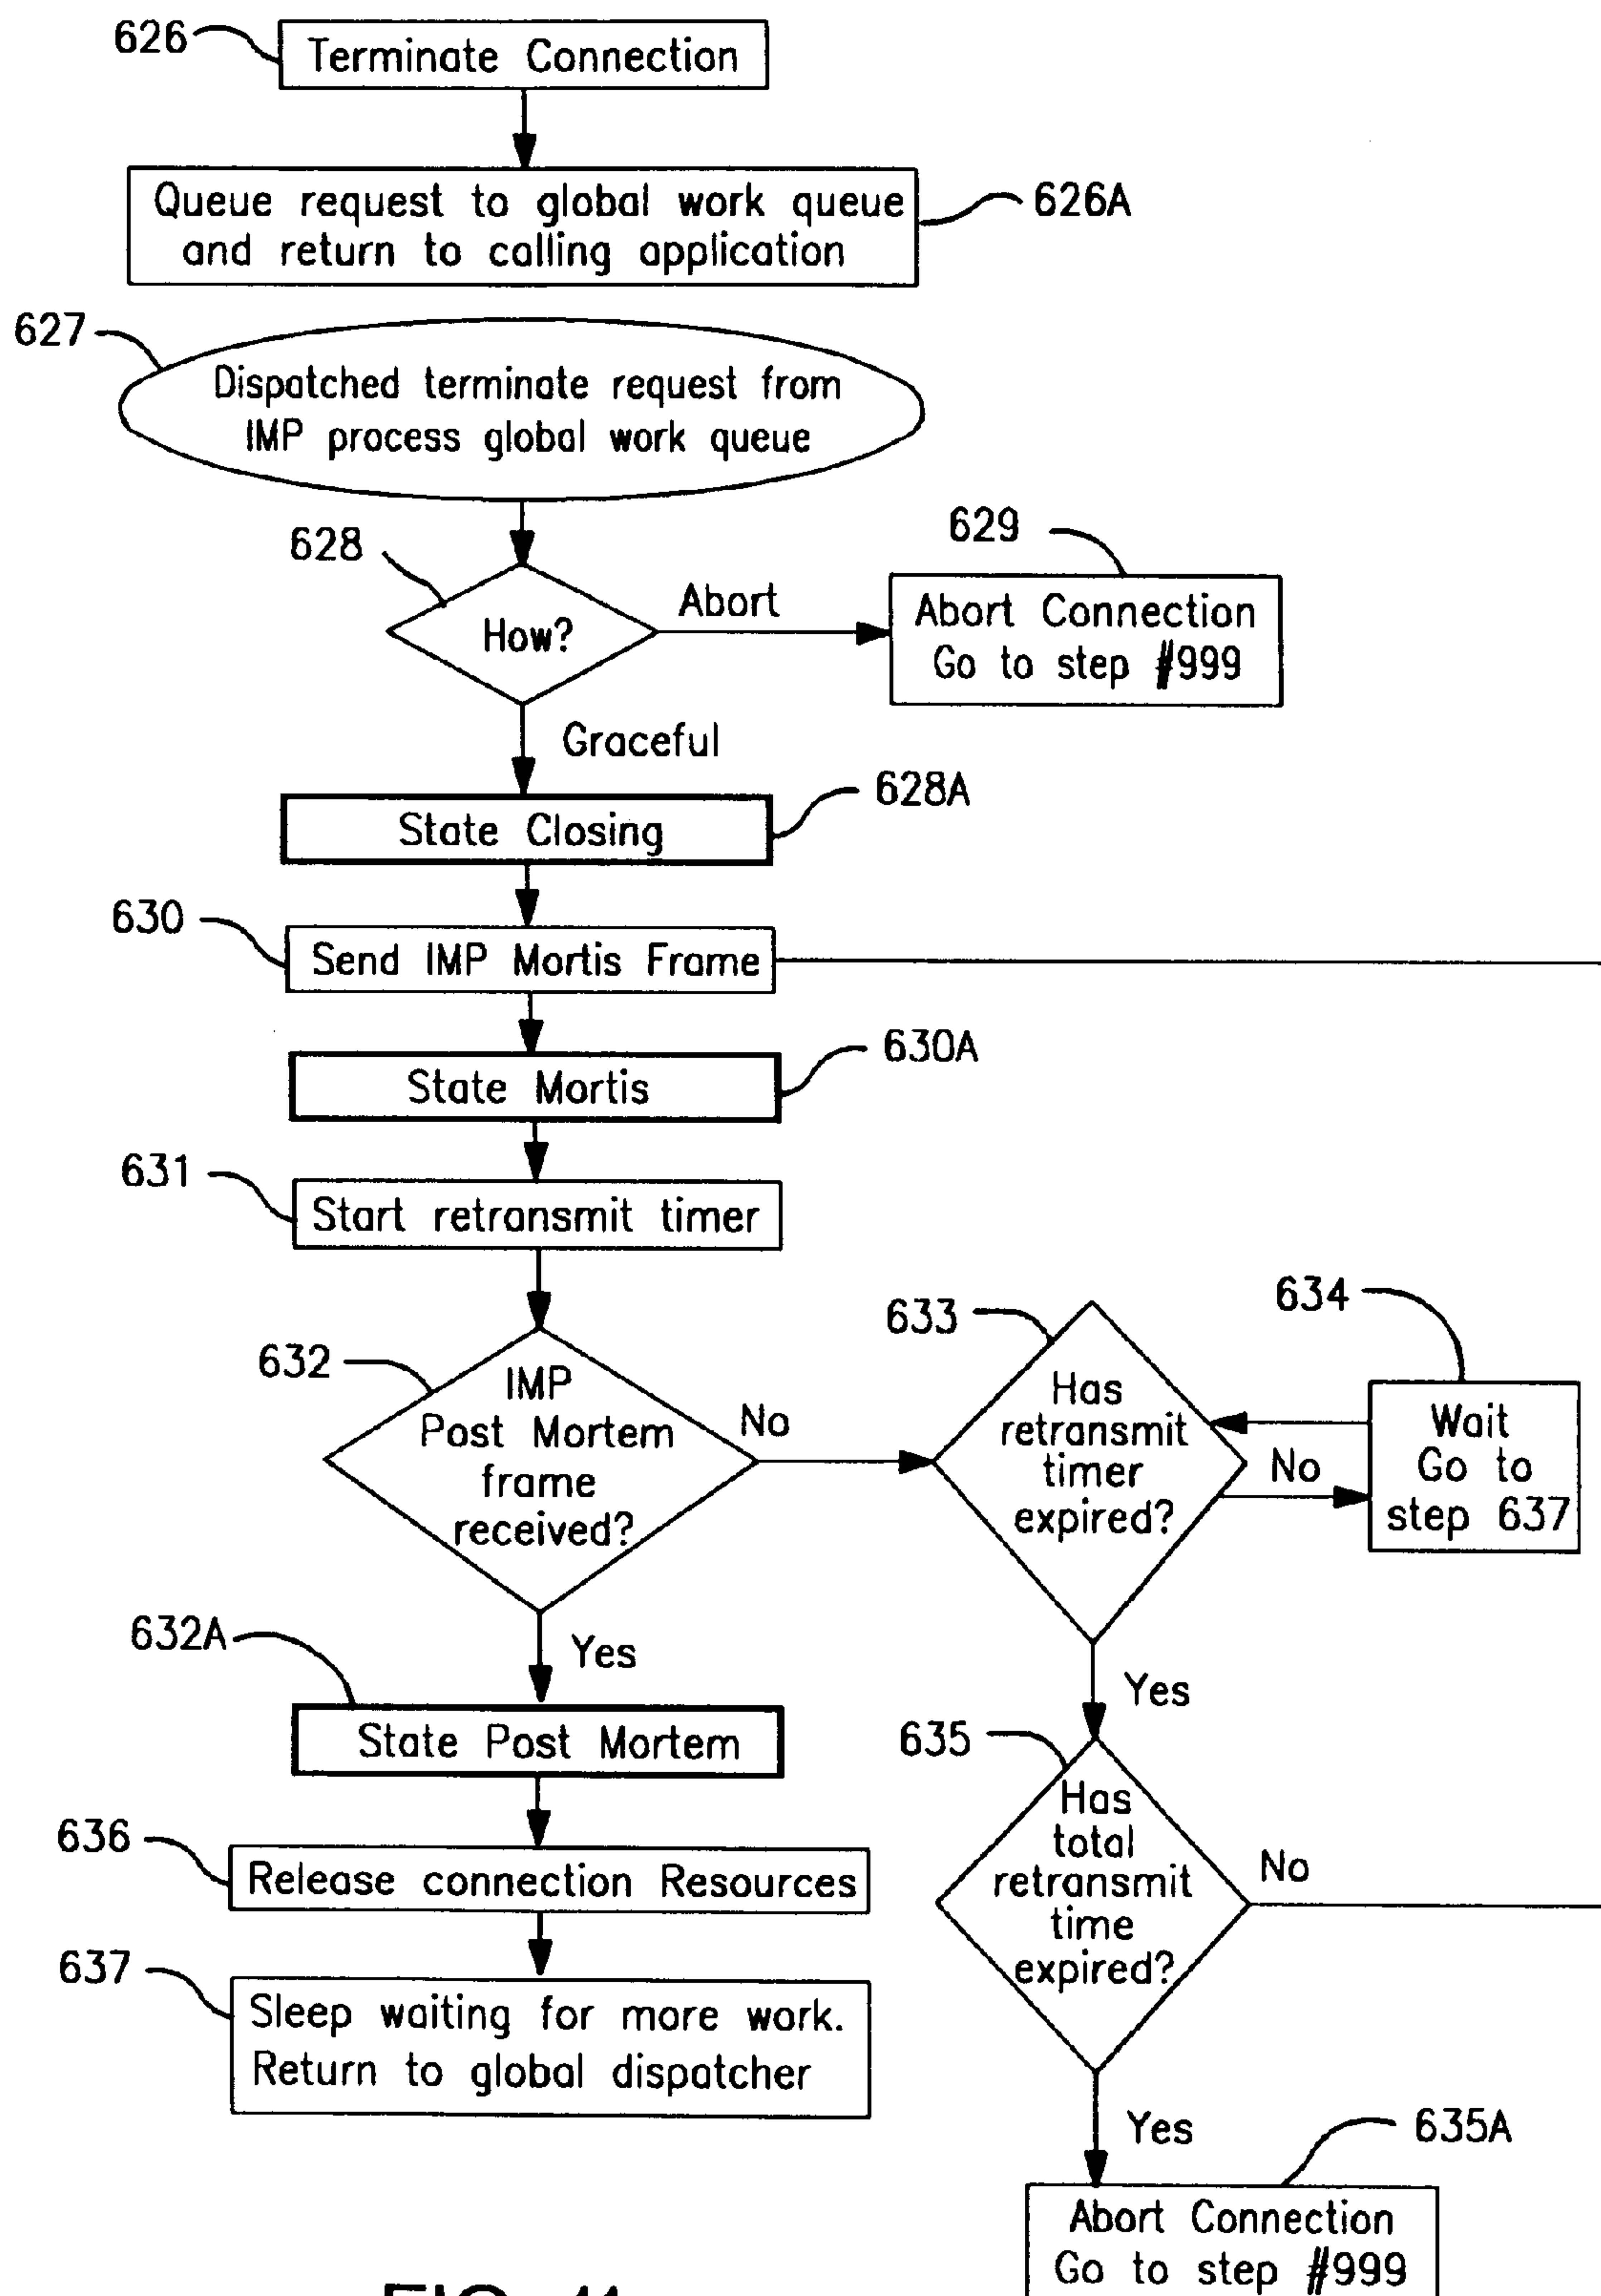 626
Terminate Connection
Queue request to global work queue
and return to calling application
626A
627
Dispatched terminate request from
IMP process global work queue
628
How?
Abort
629
Abort Connection
Go to step #999
Graceful
State Closing
628A
630
Send IMP Mortis Frame
State Mortis
630A
631
Start retransmit timer
632
IMP
Post Mortem
frame
received?
No
633
Has
retransmit
timer
expired?
No
634
Wait
Go to
step 637
Yes
632A
State Post Mortem
Yes
635
Has
total
retransmit
time
expired?
No
636
Release connection Resources
637
Sleep waiting for more work.
Return to global dispatcher
Yes
635A
Abort Connection
Go to step #999